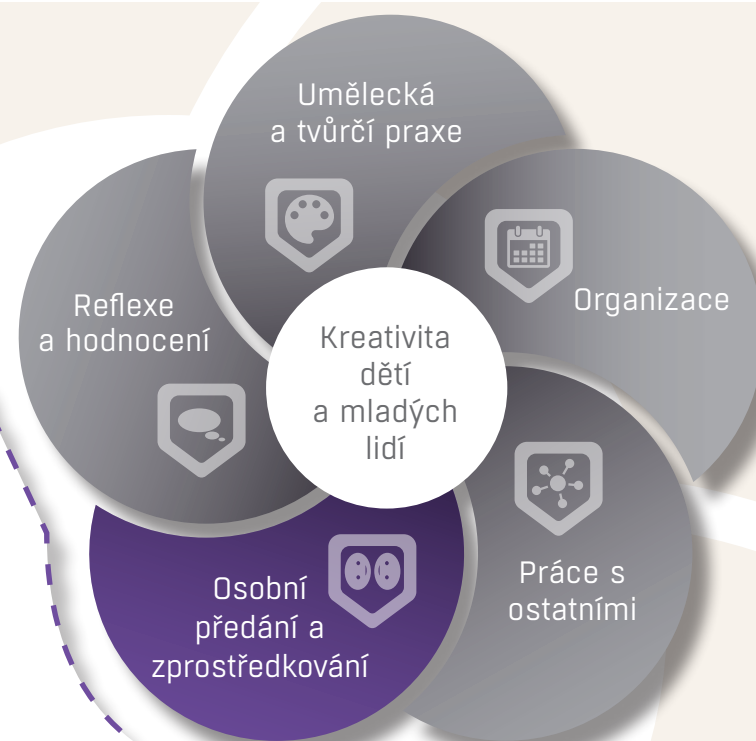 Umělecká
a tvůrčí praxe
Organizace
Reflexe
a hodnocení
Kreativita
dětí
a mladých
lidí
Práce s
ostatními
Osobní
předání a
zprostředkování